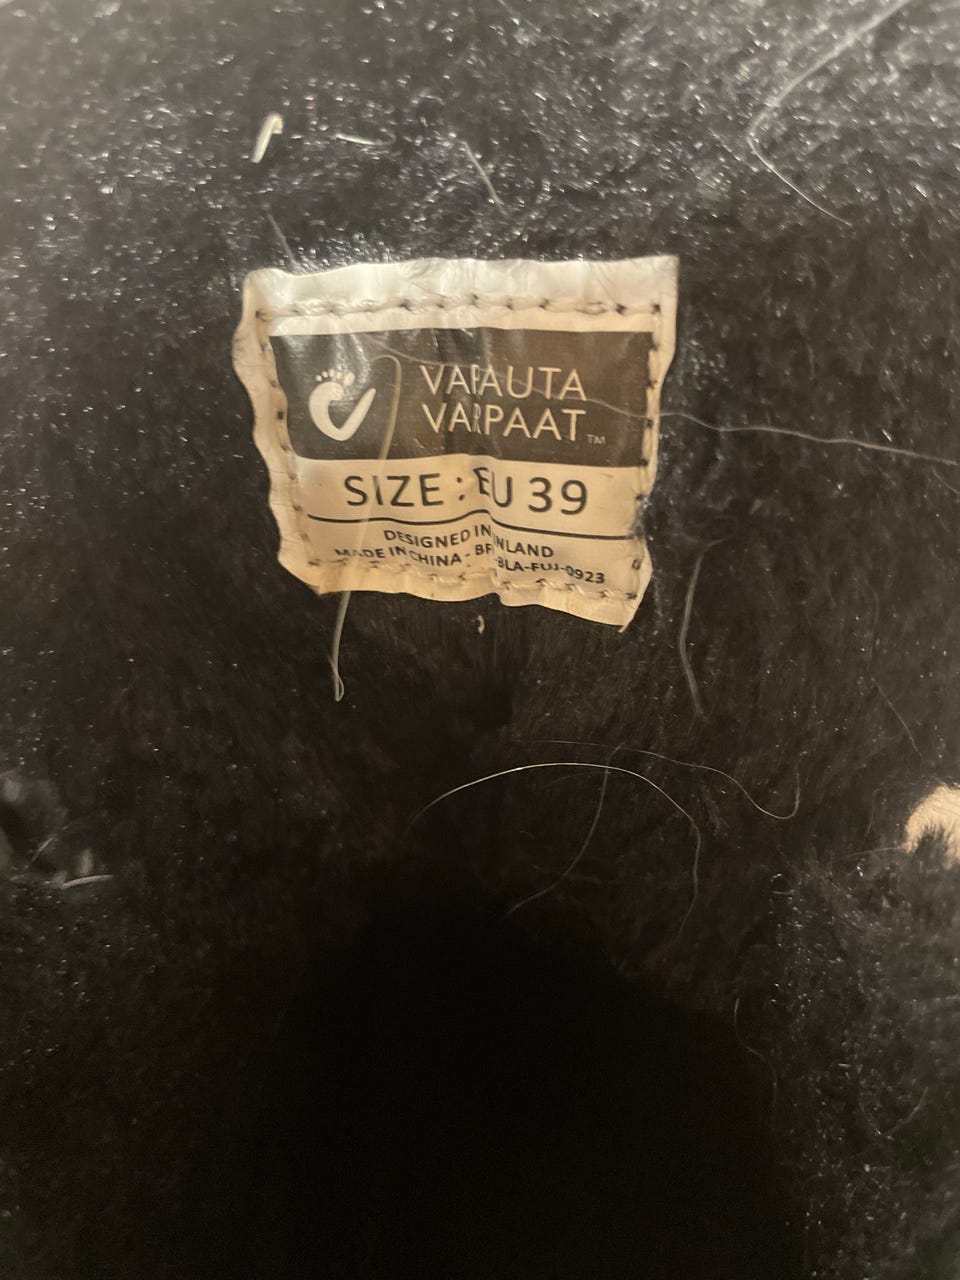 VAPAUTA
VARPAAT™
SIZE : EU 39
DESIGNED IN
MADE IN CHINA -